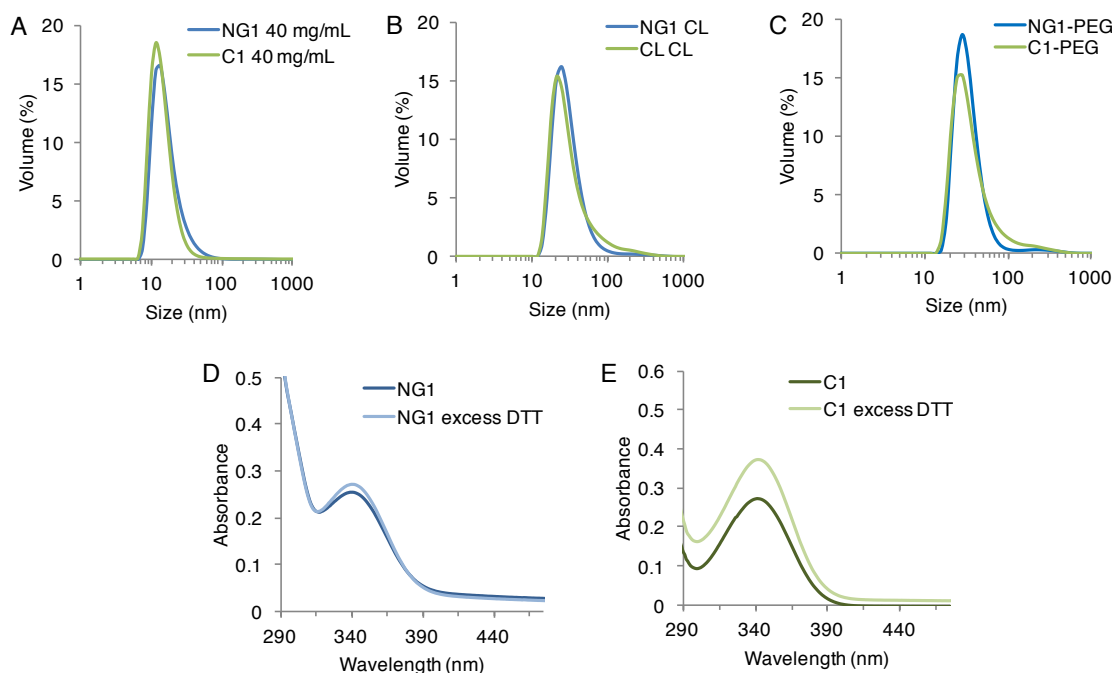 A
NG1 40 mg/mL
C1 40 mg/mL
Volume (%)
20
15
10
5
0
1 10 100 1000
Size (nm)
B
NG1 CL
CL CL
Volume (%)
20
15
10
5
0
1 10 100 1000
Size (nm)
C
NG1-PEG
C1-PEG
Volume (%)
20
15
10
5
0
1 10 100 1000
Size (nm)
D
NG1
NG1 excess DTT
Absorbance
0.5
0.4
0.3
0.2
0.1
0
290 340 390 440
Wavelength (nm)
E
C1
C1 excess DTT
Absorbance
0.6
0.5
0.4
0.3
0.2
0.1
0
290 340 390 440
Wavelength (nm)